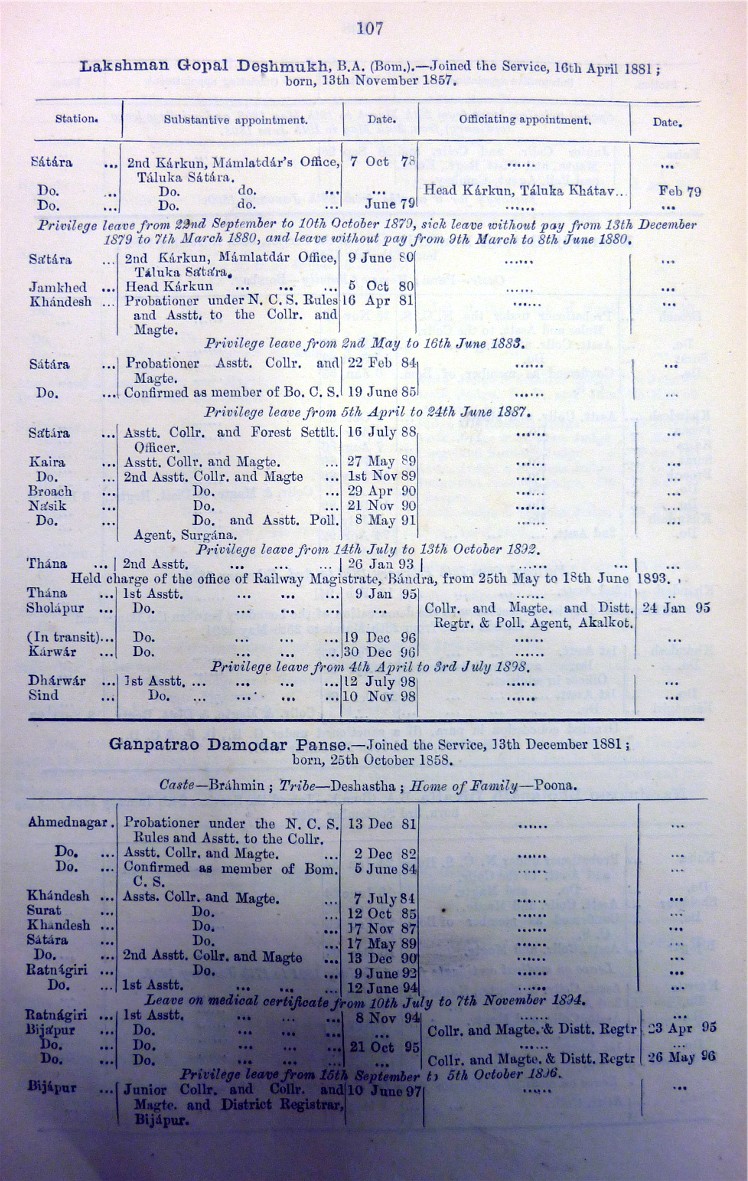 107
Lakshman Gopal Deshmukh, B.A. (Bom.).—Joined the Service, 16th April 1881;
born, 13th November 1857.
Station. Substantive appointment. Date. Officiating appointment. Date.
Sátára ... 2nd Kárkun, Mámlatdár's Office, 7 Oct 78 ...... ...
Táluka Sátára.
Do. ... Do. do. ... ... Head Kárkun, Táluka Khátav... Feb 79
Do. ... Do. do. ... June 79 ...... ...
Privilege leave from 22nd September to 10th October 1879, sick leave without pay from 13th December
1879 to 7th March 1880, and leave without pay from 9th March to 8th June 1880.
Sátára ... 2nd Kárkun, Mámlatdár Office, 9 June 80 ...... ...
Táluka Sátára.
Jamkhed ... Head Kárkun ... ... ... 5 Oct 80 ...... ...
Khándesh ... Probationer under N. C. S. Rules 16 Apr 81 ...... ...
and Asstt. to the Collr. and
Magte.
Privilege leave from 2nd May to 16th June 1883.
Sátára ... Probationer Asstt. Collr. and 22 Feb 84 ...... ...
Magte.
Do. ... Confirmed as member of Bo. C. S. 19 June 85 ...... ...
Privilege leave from 5th April to 24th June 1887.
Sátára ... Asstt. Collr. and Forest Settlt. 16 July 88 ...... ...
Officer.
Kaira ... Asstt. Collr. and Magte. ... 27 May 89 ...... ...
Do. ... 2nd Asstt. Collr. and Magte ... 1st Nov 89 ...... ...
Broach ... Do. ... 29 Apr 90 ...... ...
Násik ... Do. ... 21 Nov 90 ...... ...
Do. ... Do. and Asstt. Poll. 8 May 91 ...... ...
Agent, Surgána.
Privilege leave from 14th July to 13th October 1892.
Thána ... 2nd Asstt. ... ... ... 26 Jan 93 ...... ... ...
Held charge of the office of Railway Magistrate, Bándra, from 25th May to 18th June 1893.
Thána ... 1st Asstt. ... ... ... 9 Jan 95 ...... ...
Sholápur ... Do. ... ... ... ... Collr. and Magte. and Distt. 24 Jan 95
Regtr. & Poll. Agent, Akalkot.
(In transit)... Do. ... ... ... 19 Dec 96 ...... ...
Kárwár ... Do. ... ... ... 30 Dec 96 ...... ...
Privilege leave from 4th April to 3rd July 1898.
Dhárwár ... 1st Asstt. ... ... ... ... 12 July 98 ...... ...
Sind ... Do. ... ... ... ... 10 Nov 98 ...... ...
Ganpatrao Damodar Panse.—Joined the Service, 13th December 1881;
born, 25th October 1858.
Caste—Bráhmin; Tribe—Deshastha; Home of Family—Poona.
Ahmednagar. Probationer under the N. C. S. 13 Dec 81 ...... ...
Rules and Asstt. to the Collr.
Do. ... Asstt. Collr. and Magte. ... 2 Dec 82 ...... ...
Do. ... Confirmed as member of Bom. 5 June 84 ...... ...
C. S.
Khándesh ... Assts. Collr. and Magte. ... 7 July 84 ...... ...
Surat ... Do. ... 12 Oct 85 ...... ...
Khándesh ... Do. ... 17 Nov 87 ...... ...
Sátára ... Do. ... 17 May 89 ...... ...
Do. ... 2nd Asstt. Collr. and Magte ... 13 Dec 90 ...... ...
Ratnágiri ... Do. ... 9 June 92 ...... ...
Do. ... 1st Asstt. ... ... ... 12 June 94 ...... ...
Leave on medical certificate from 10th July to 7th November 1894.
Ratnágiri ... 1st Asstt. ... ... ... 8 Nov 94 ...... ...
Bijápur ... Do. ... ... ... ... Collr. and Magte. & Distt. Regtr 23 Apr 95
Do. ... Do. ... ... ... 21 Oct 95 ...... ...
Do. ... Do. ... ... ... ... Collr. and Magte. & Distt. Regtr 26 May 96
Privilege leave from 15th September to 5th October 1896.
Bijápur ... Junior Collr. and Collr. and 10 June 97 ...... ...
Magte. and District Registrar,
Bijápur.